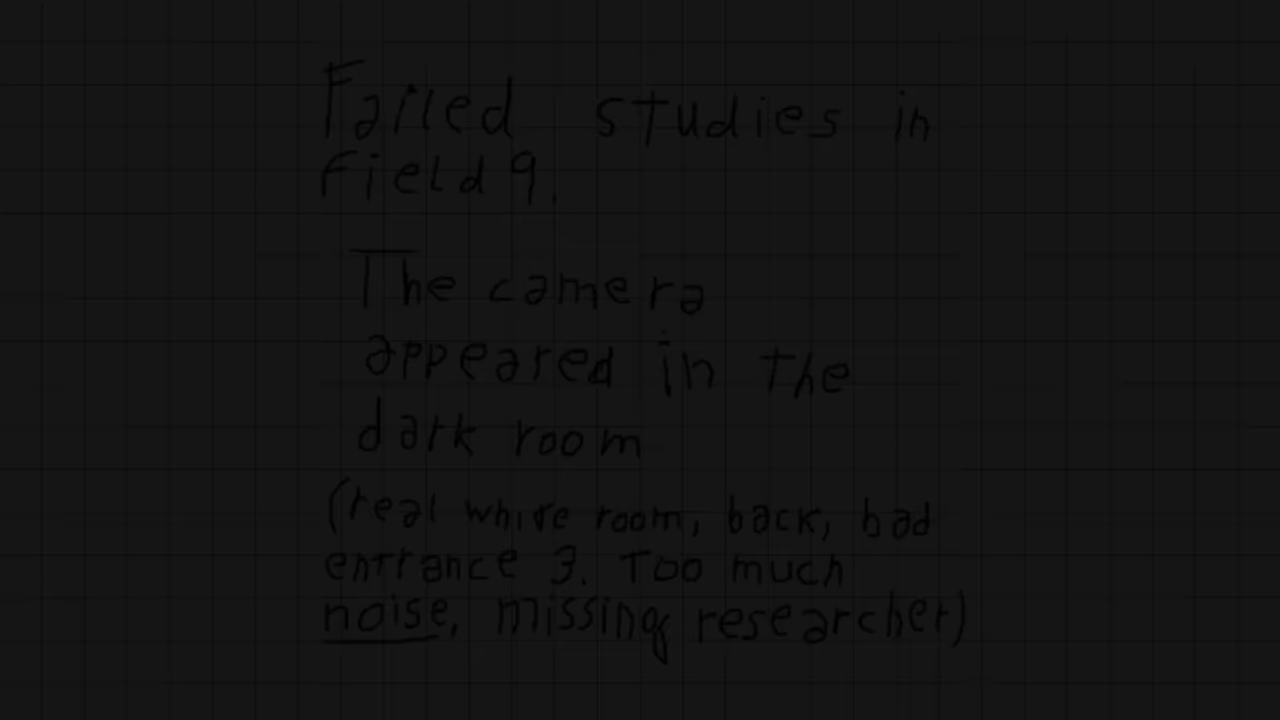 Failed studies in
Field 9.
The camera
appeared in the
dark room
(real white room, back, bad
entrance 3. Too much
noise, missing researcher)